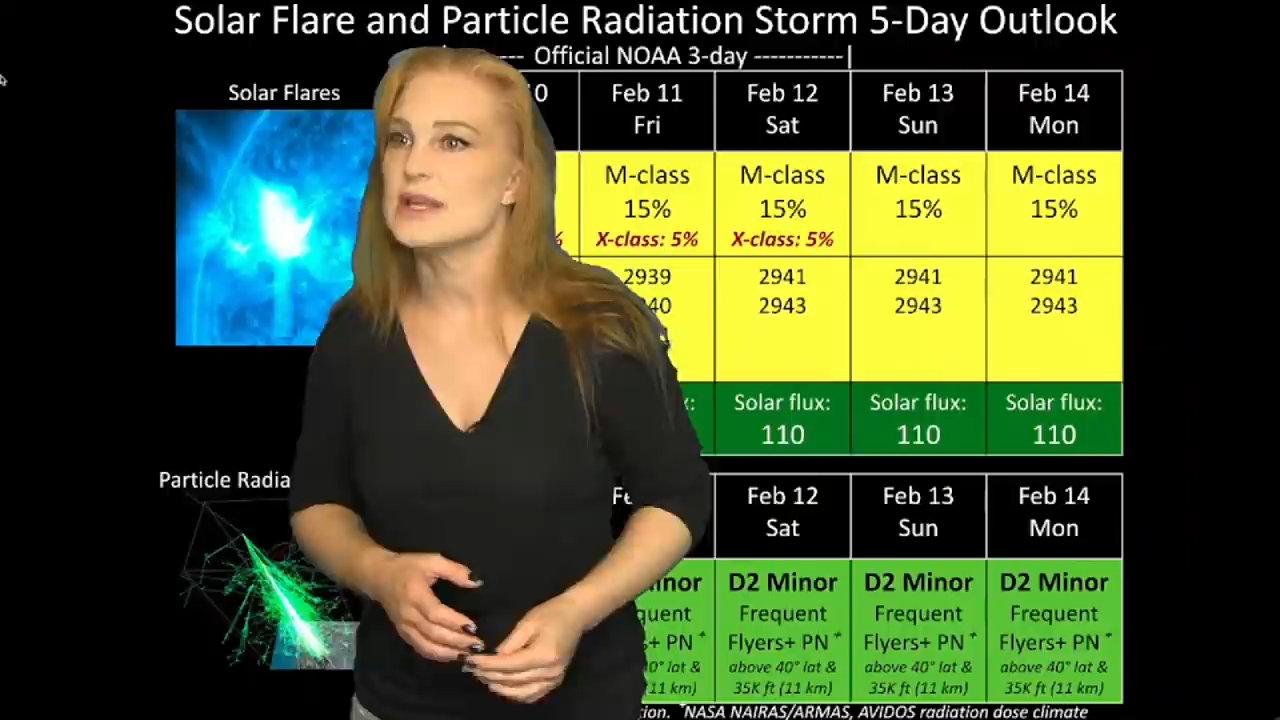 Solar Flare and Particle Radiation Storm 5-Day Outlook
--- Official NOAA 3-day -----------|
Solar Flares
Feb 11 Feb 12 Feb 13 Feb 14
Fri Sat Sun Mon
M-class M-class M-class M-class
15% 15% 15% 15%
X-class: 5% X-class: 5%
2939 2941 2941 2941
2943 2943 2943
Solar flux: Solar flux: Solar flux:
110 110 110
Particle
Feb 12 Feb 13 Feb 14
Sat Sun Mon
D2 Minor D2 Minor D2 Minor
Frequent Frequent Frequent
Flyers+ PN + Flyers+ PN + Flyers+ PN +
above 40° lat & above 40° lat & above 40° lat &
35K ft (11 km) 35K ft (11 km) 35K ft (11 km)
+NASA NAIRAS/ARMAS, AVIDOS radiation dose climate